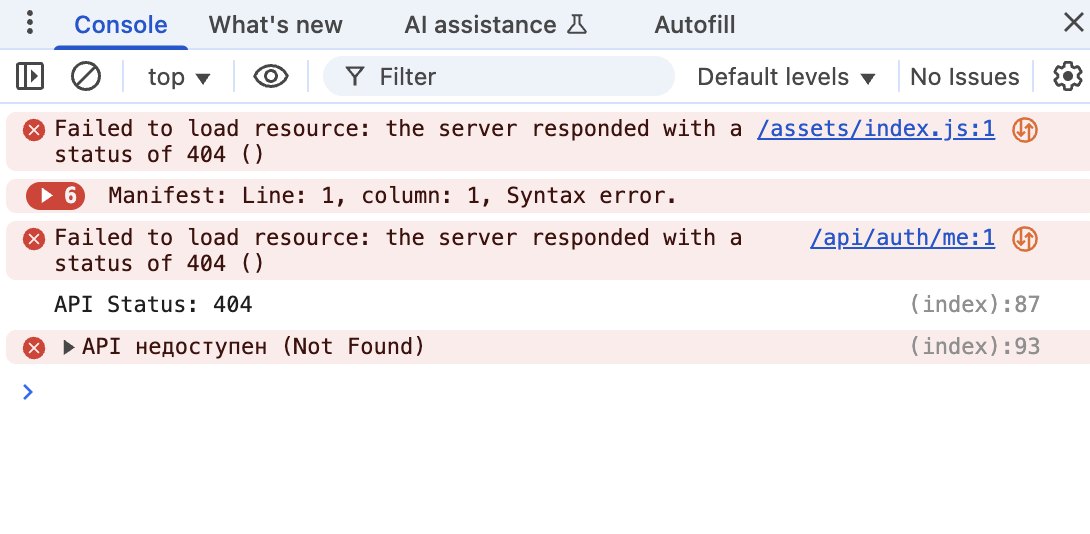 Console What's new AI assistance Autofill
top Filter Default levels No Issues
Failed to load resource: the server responded with a /assets/index.js:1
status of 404 ()
6 Manifest: Line: 1, column: 1, Syntax error.
Failed to load resource: the server responded with a /api/auth/me:1
status of 404 ()
API Status: 404 (index):87
API недоступен (Not Found) (index):93